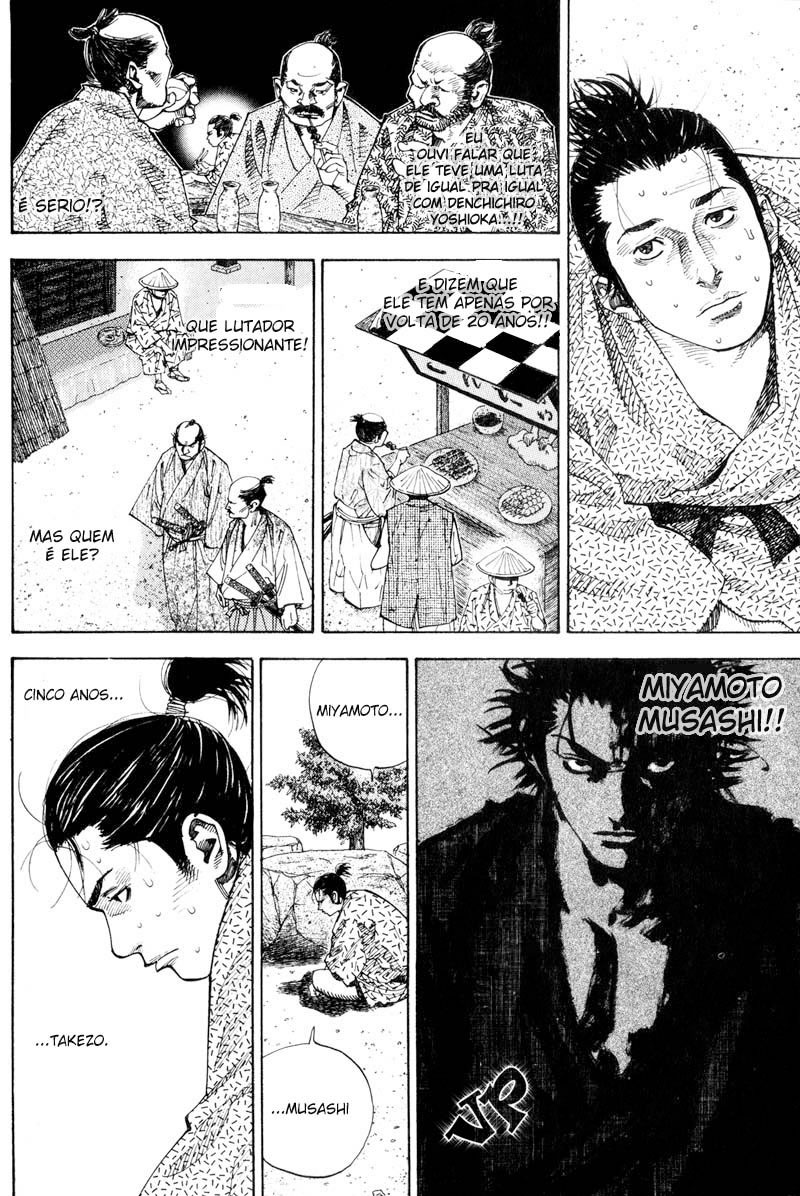 EU
OUVI FALAR QUE
ELE TEVE UMA LUTA
DE IGUAL PRA IGUAL
COM DENCHICHIRO
YOSHIOKA...!!
É SERIO!?
E DIZEM QUE
ELE TEM APENAS POR
VOLTA DE 20 ANOS!!
QUE LUTADOR
IMPRESSIONANTE!
MAS QUEM
É ELE?
MIYAMOTO
MUSASHI!!
VP
MIYAMOTO...
...MUSASHI
CINCO ANOS...
...TAKEZO.